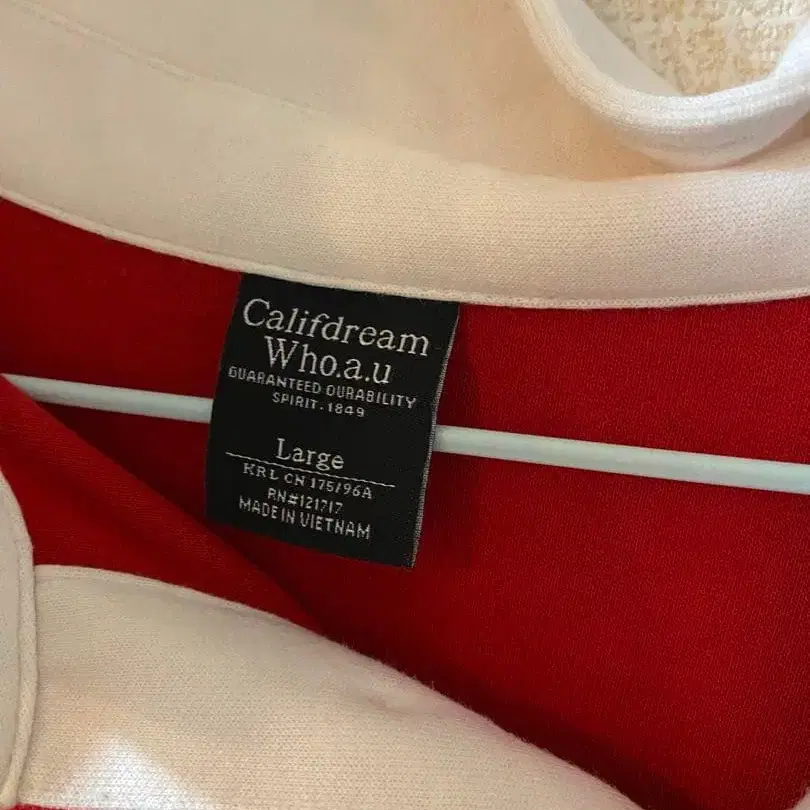 Califdream
Who.a.u
GUARANTEED DURABILITY
SPIRIT.1849
Large
KRL CN 175/96A
RN#121717
MADE IN VIETNAM